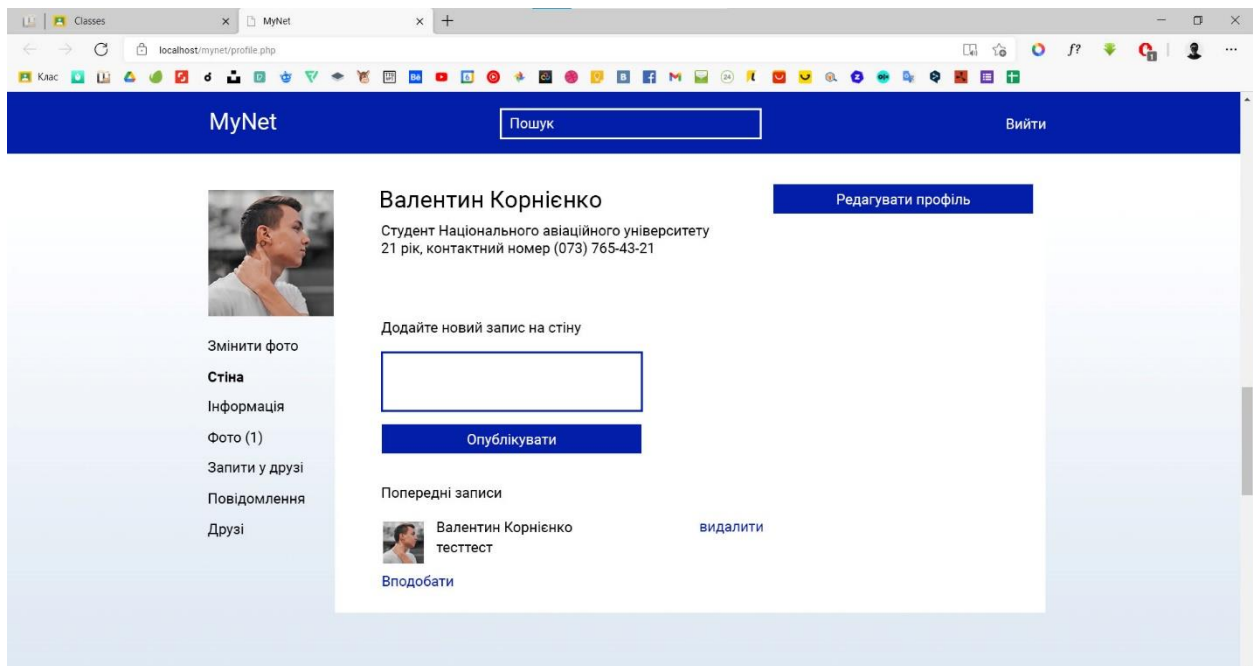 Classes
MyNet
localhost/mynet/profile.php
f?
Клас
MyNet
Пошук
Вийти
Валентин Корнієнко
Редагувати профіль
Студент Національного авіаційного університету
21 рік, контактний номер (073) 765-43-21
Додайте новий запис на стіну
Змінити фото
Стіна
Інформація
Фото (1)
Запити у друзі
Повідомлення
Друзі
Опублікувати
Попередні записи
Валентин Корнієнко
видалити
тесттест
Вподобати